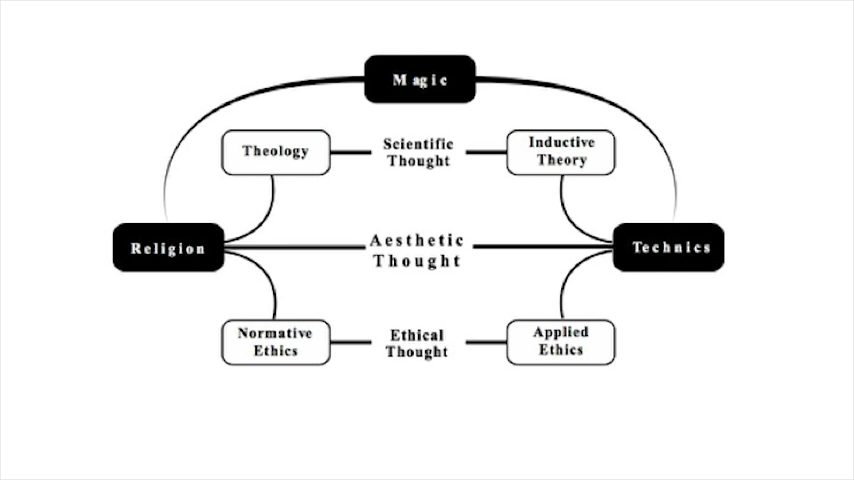 Magic
Theology
Scientific
Thought
Inductive
Theory
Religion
Aesthetic
Thought
Technics
Normative
Ethics
Ethical
Thought
Applied
Ethics